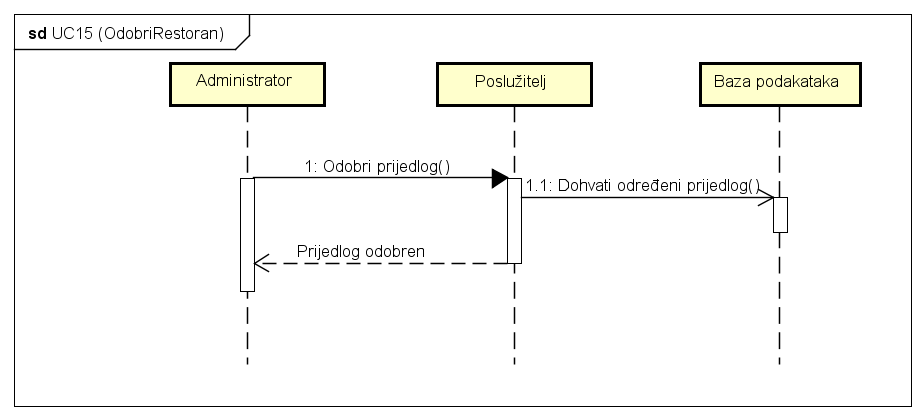 sd UC15 (OdobriRestoran)
Administrator
Poslužitelj
Baza podakataka
1: Odobri prijedlog()
1.1: Dohvati određeni prijedlog()
Prijedlog odobren